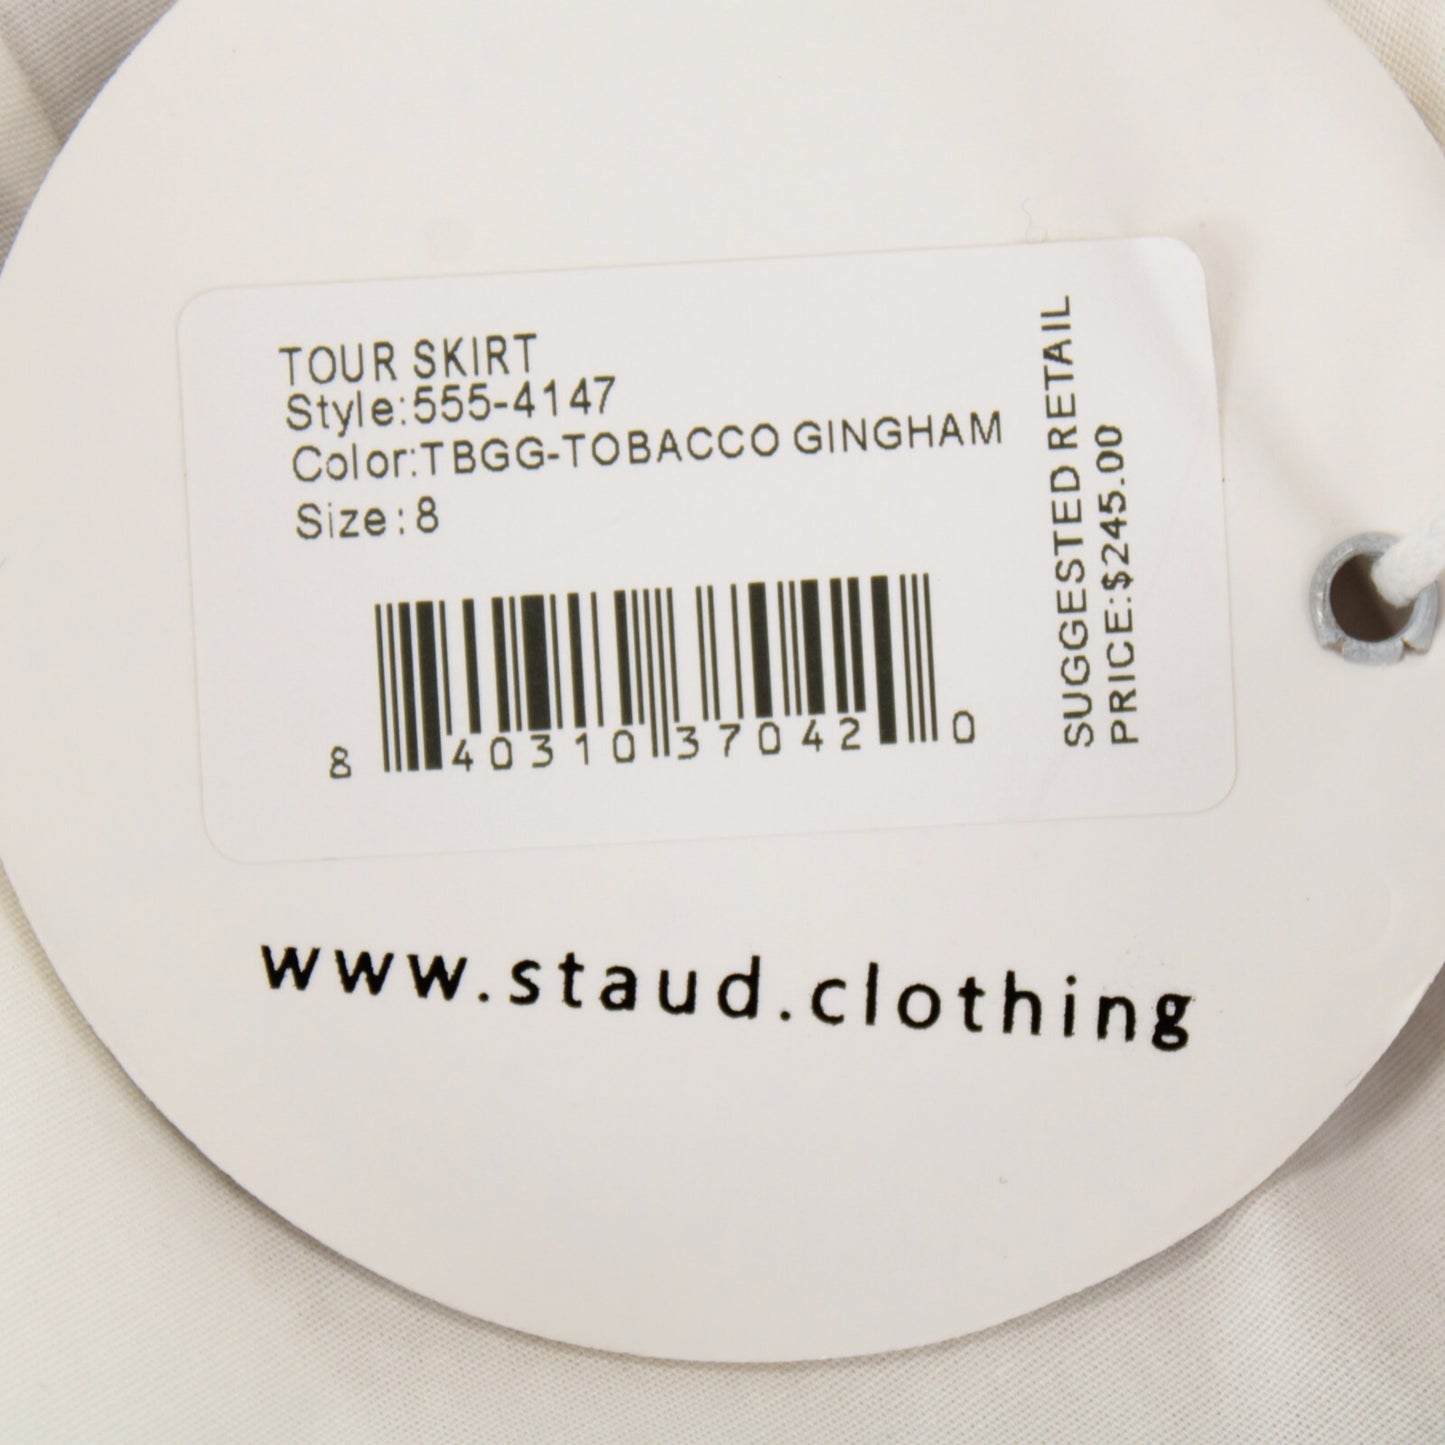 TOUR SKIRT
Style:555-4147
Color:TBGG-TOBACCO GINGHAM
Size:8
8 40310 37042 0
SUGGESTED RETAIL
PRICE:$245.00
www.staud.clothing